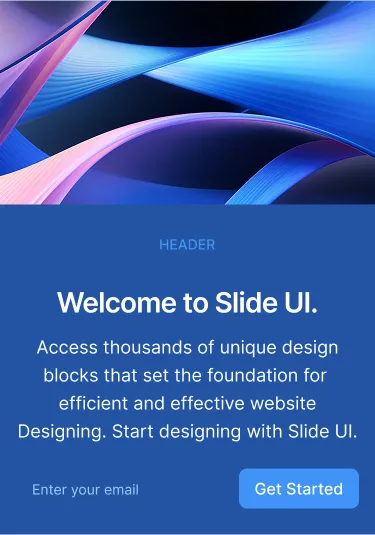 HEADER
Welcome to Slide UI.
Access thousands of unique design
blocks that set the foundation for
efficient and effective website
Designing. Start designing with Slide UI.
Enter your email
Get Started